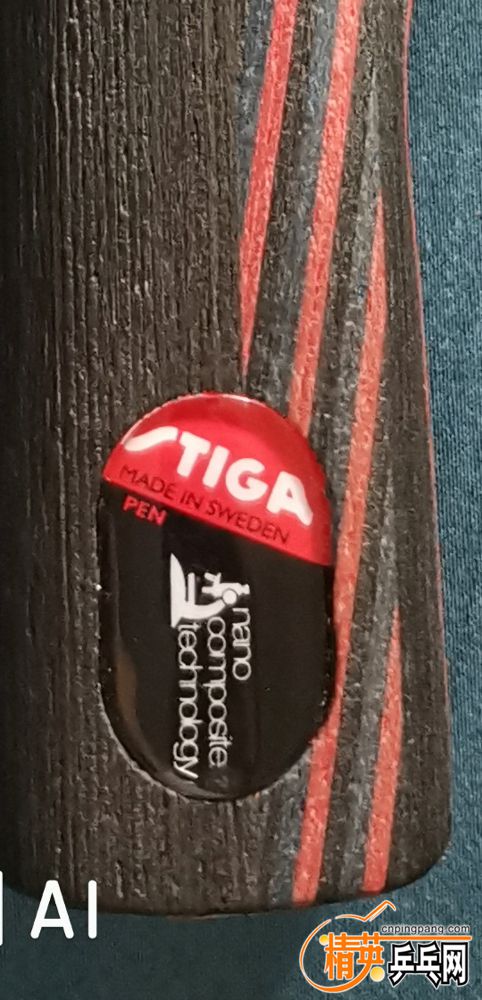 STIGA
MADE IN SWEDEN
PEN
nano
composite
technology
AI
cnpingpang.com
精英乒乓网